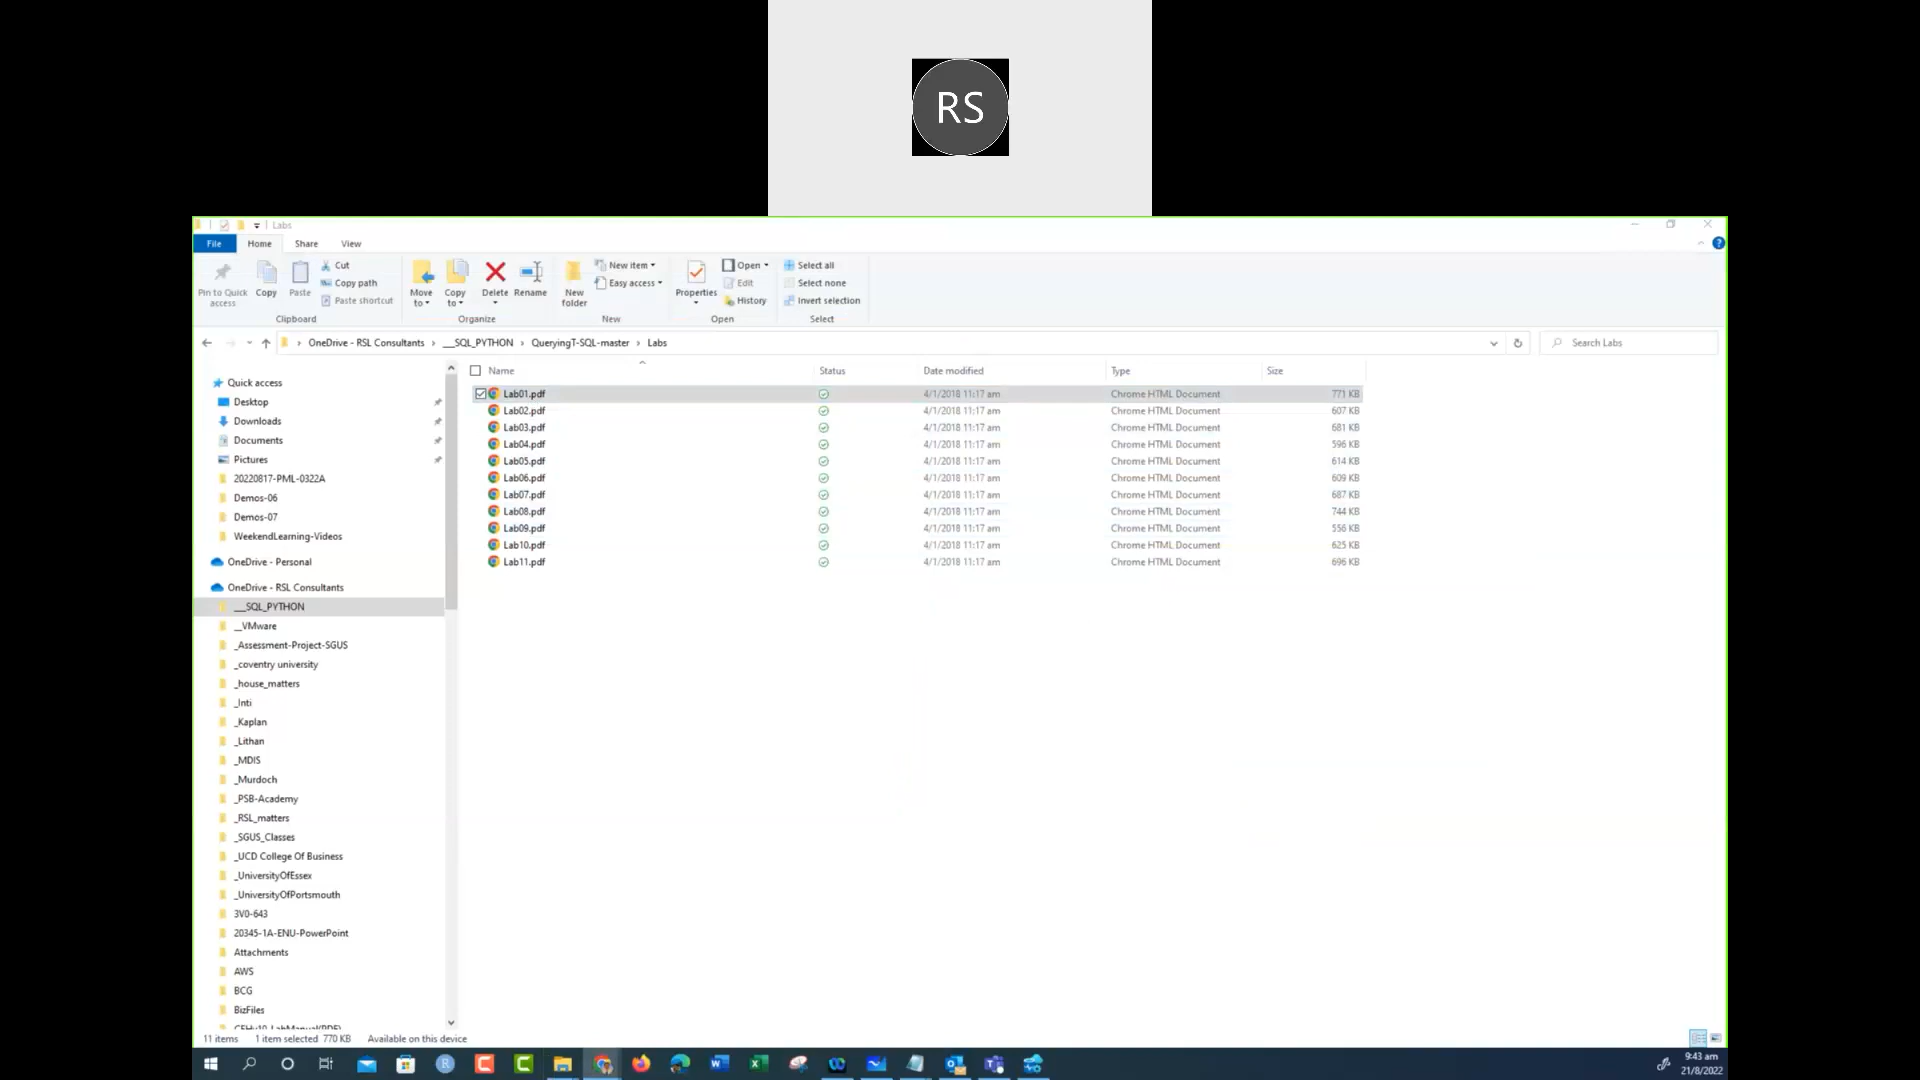 RS
Labs
File Home Share View
Pin to Quick access
Copy
Paste
Cut
Copy path
Paste shortcut
Clipboard
Move to
Copy to
Delete
Rename
Organize
New folder
New item
Easy access
New
Properties
Open
Edit
History
Open
Select all
Select none
Invert selection
Select
OneDrive - RSL Consultants › __SQL_PYTHON › QueryingT-SQL-master › Labs
Search Labs
Name Status Date modified Type Size
Lab01.pdf 4/1/2018 11:17 am Chrome HTML Document 771 KB
Lab02.pdf 4/1/2018 11:17 am Chrome HTML Document 607 KB
Lab03.pdf 4/1/2018 11:17 am Chrome HTML Document 681 KB
Lab04.pdf 4/1/2018 11:17 am Chrome HTML Document 596 KB
Lab05.pdf 4/1/2018 11:17 am Chrome HTML Document 614 KB
Lab06.pdf 4/1/2018 11:17 am Chrome HTML Document 609 KB
Lab07.pdf 4/1/2018 11:17 am Chrome HTML Document 687 KB
Lab08.pdf 4/1/2018 11:17 am Chrome HTML Document 744 KB
Lab09.pdf 4/1/2018 11:17 am Chrome HTML Document 556 KB
Lab10.pdf 4/1/2018 11:17 am Chrome HTML Document 625 KB
Lab11.pdf 4/1/2018 11:17 am Chrome HTML Document 696 KB
Quick access
Desktop
Downloads
Documents
Pictures
20220817-PML-0322A
Demos-06
Demos-07
WeekendLearning-Videos
OneDrive - Personal
OneDrive - RSL Consultants
__SQL_PYTHON
__VMware
_Assessment-Project-SGUS
_coventry university
_house_matters
_Inti
_Kaplan
_Lithan
_MDIS
_Murdoch
_PSB-Academy
_RSL_matters
_SGUS_Classes
_UCD College Of Business
_UniversityOfEssex
_UniversityOfPortsmouth
3V0-643
20345-1A-ENU-PowerPoint
Attachments
AWS
BCG
BizFiles
11 items 1 item selected 770 KB Available on this device
9:43 am
21/8/2022